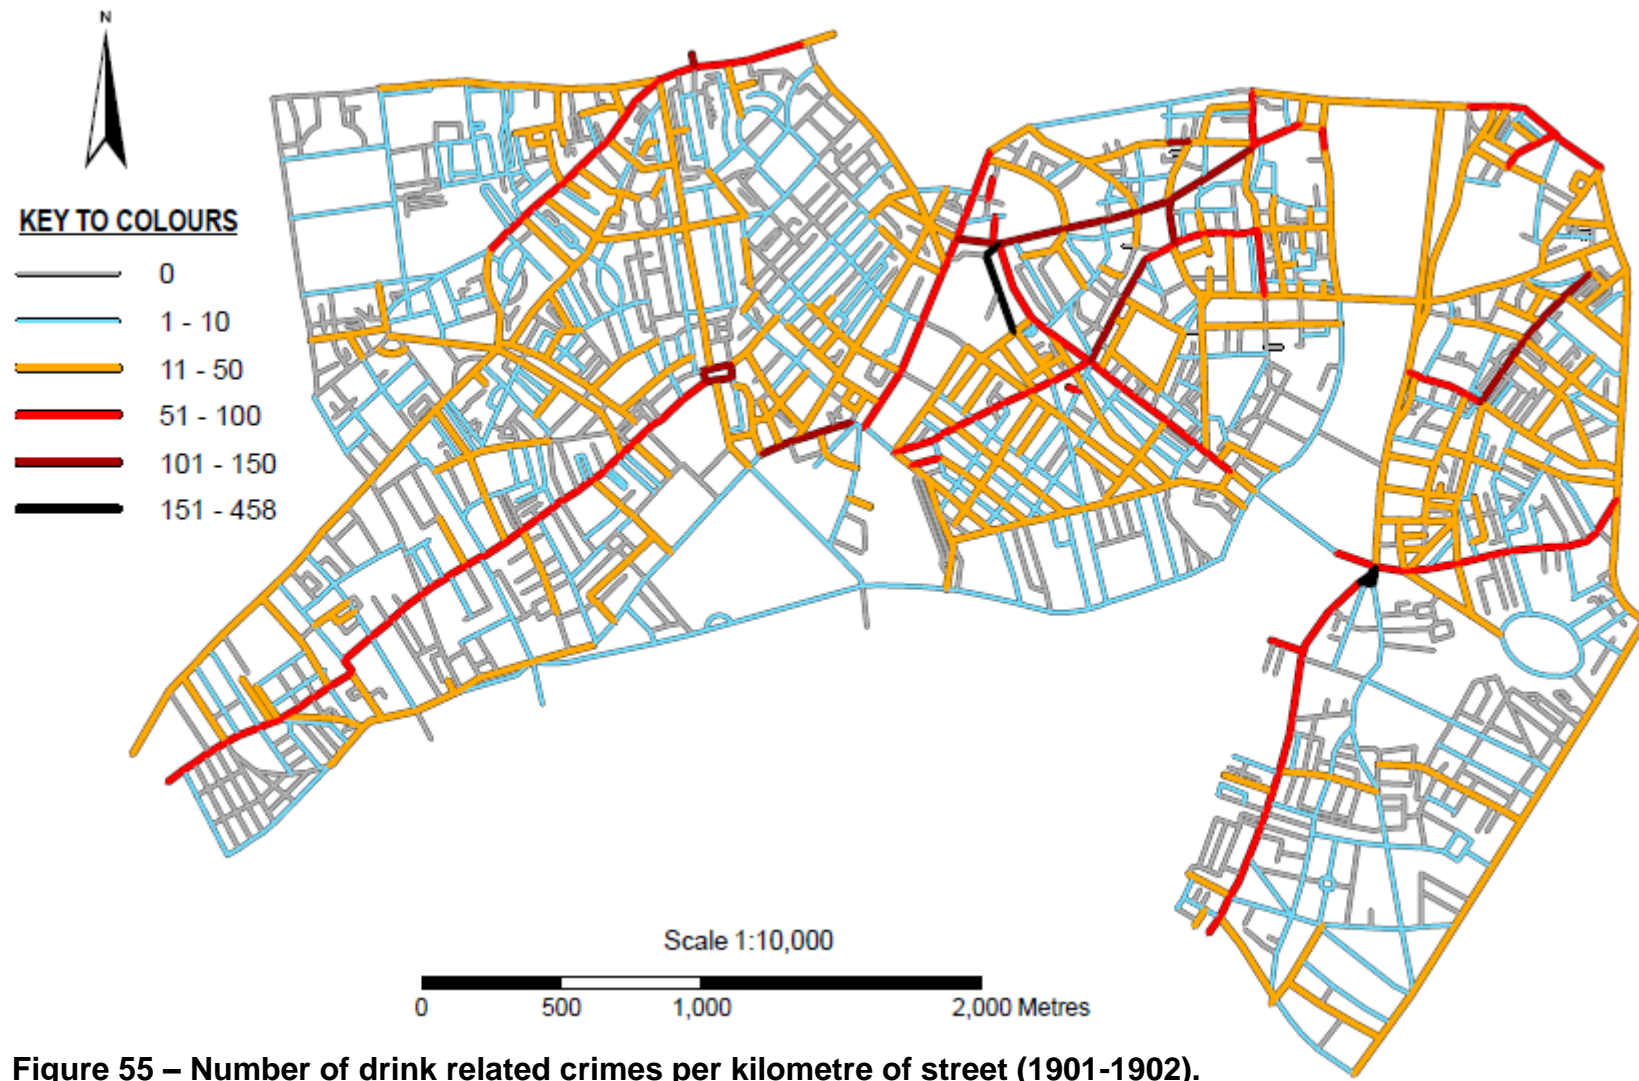 N
KEY TO COLOURS
0
1 - 10
11 - 50
51 - 100
101 - 150
151 - 458
Scale 1:10,000
0 500 1,000 2,000 Metres
Figure 55 – Number of drink related crimes per kilometre of street (1901-1902).